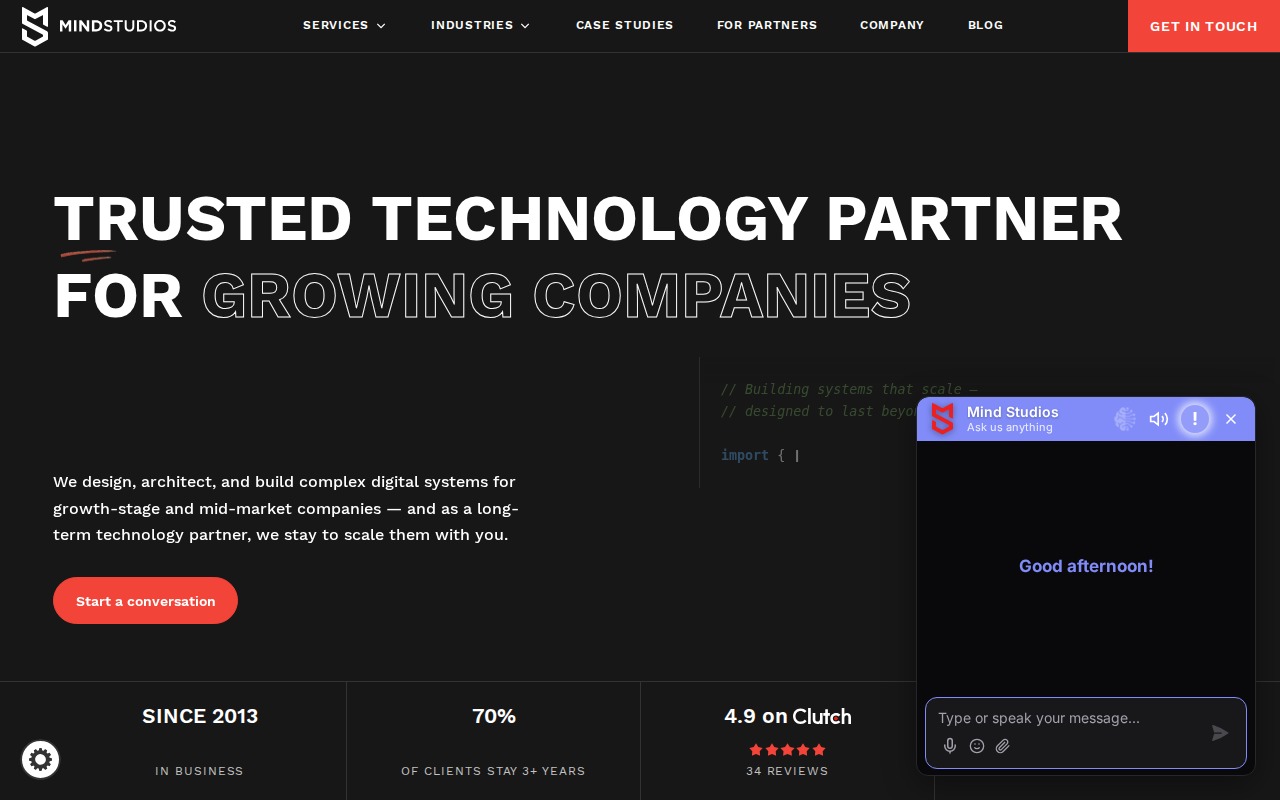 MINDSTUDIOS
SERVICES
INDUSTRIES
CASE STUDIES
FOR PARTNERS
COMPANY
BLOG
GET IN TOUCH
TRUSTED TECHNOLOGY PARTNER
FOR GROWING COMPANIES
// Building systems that scale —
// designed to last
import { |
We design, architect, and build complex digital systems for
growth-stage and mid-market companies — and as a long-
term technology partner, we stay to scale them with you.
Start a conversation
SINCE 2013
IN BUSINESS
70%
OF CLIENTS STAY 3+ YEARS
4.9 on Clutch
34 REVIEWS
Mind Studios
Ask us anything
!
Good afternoon!
Type or speak your message...